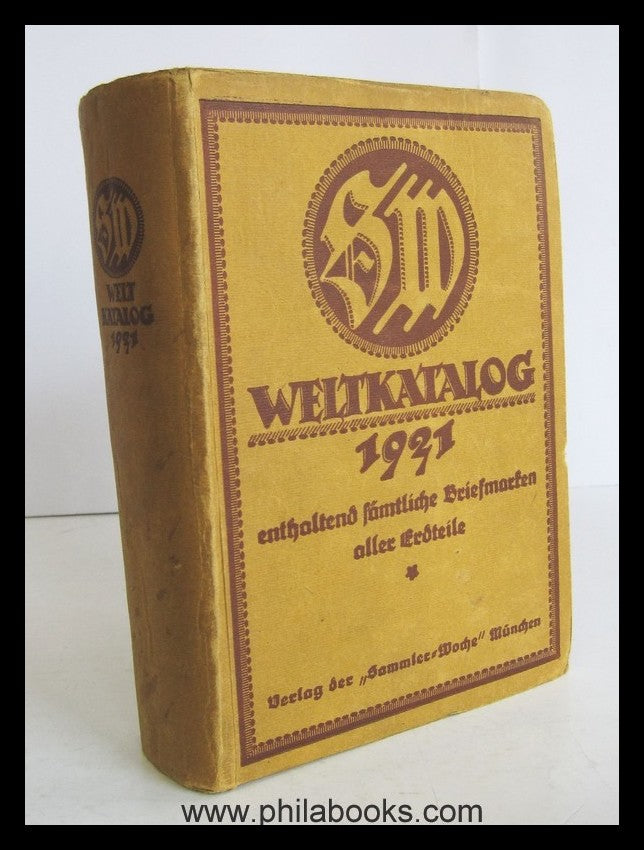 SW
WELT
KATALOG
1921
SW
WELTKATALOG
1921
enthaltend sämtliche Briefmarken
aller Erdteile
Verlag der „Sammler=Woche" München
www.philabooks.com